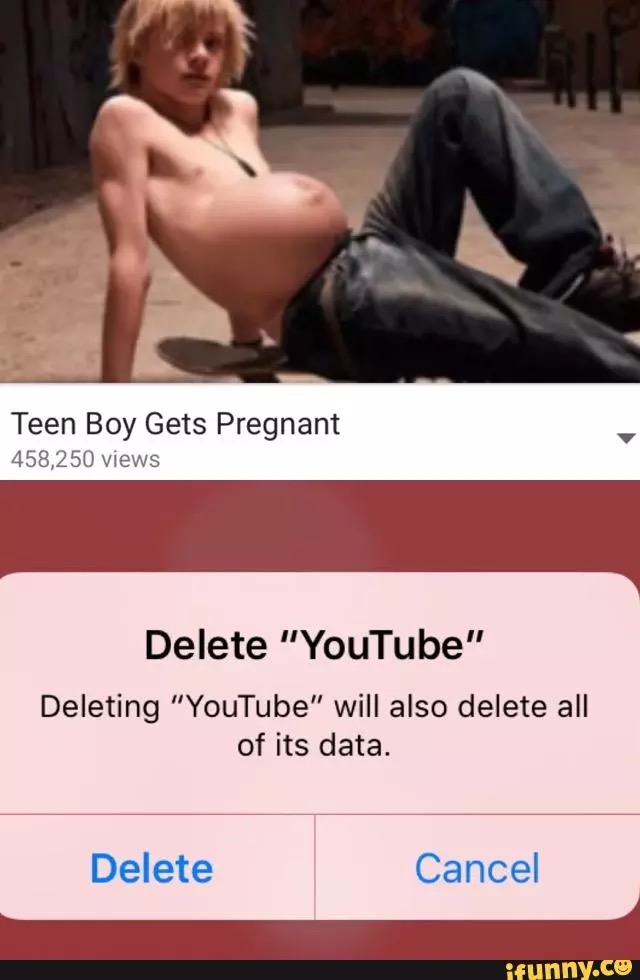 Teen Boy Gets Pregnant
458,250 views
Delete "YouTube"
Deleting "YouTube" will also delete all
of its data.
Delete Cancel
ifunny.co